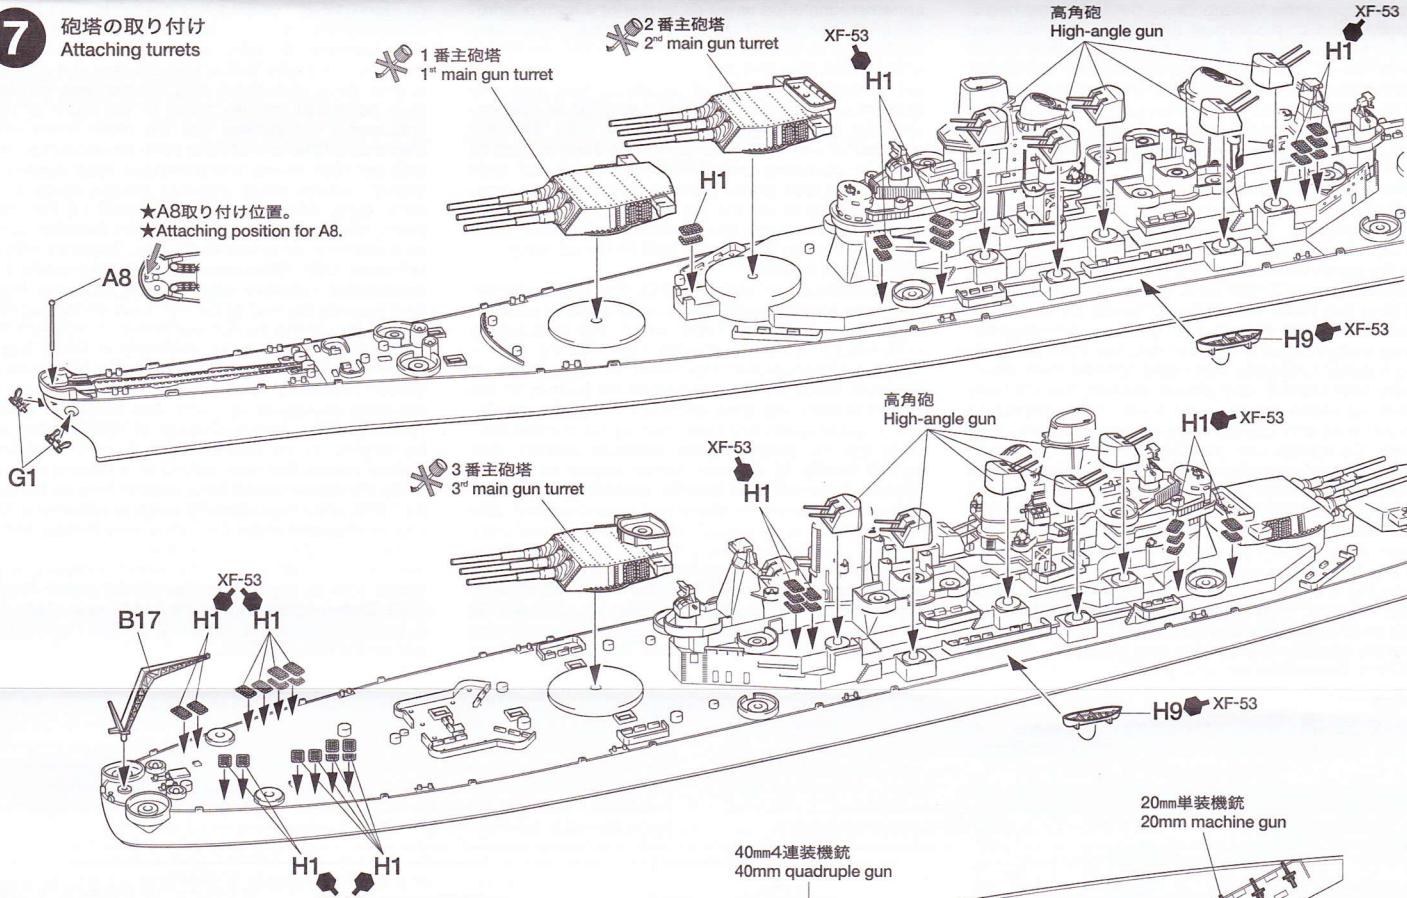 7
砲塔の取り付け
Attaching turrets
1番主砲塔
1st main gun turret
2番主砲塔
2nd main gun turret
XF-53
H1
高角砲
High-angle gun
XF-53
H1
H1
★A8取り付け位置。
★Attaching position for A8.
A8
G1
H9 XF-53
高角砲
High-angle gun
XF-53
H1
H1 XF-53
3番主砲塔
3rd main gun turret
XF-53
B17 H1 H1
H9 XF-53
H1 H1
40mm4連装機銃
40mm quadruple gun
20mm単装機銃
20mm machine gun